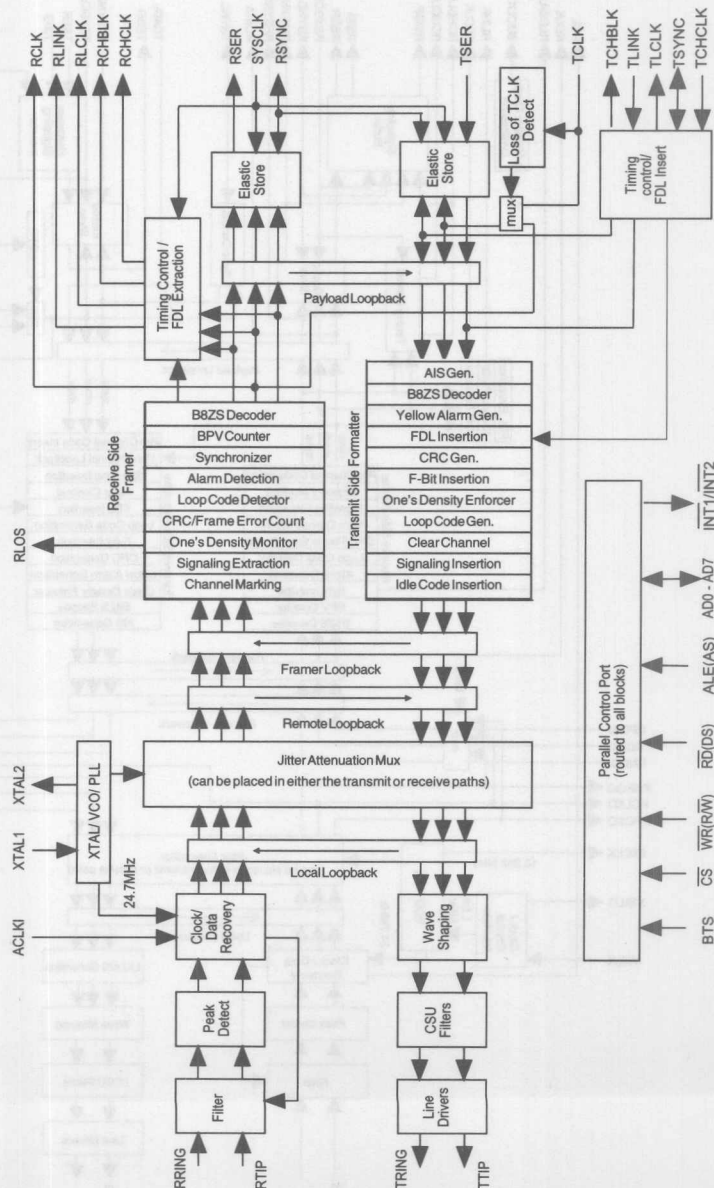 RCLK
RLINK
RLCLK
RCHBLK
RCHCLK
RSER
SYSCLK
RSYNC
TSER
TCLK
TCHBLK
TLINK
TLCLK
TSYNC
TCHCLK
Loss of TCLK
Detect
Elastic
Store
Elastic
Store
mux
Timing
control/
FDL Insert
Timing Control /
FDL Extraction
Payload Loopback
Receive Side
Framer
B8ZS Decoder
BPV Counter
Synchronizer
Alarm Detection
Loop Code Detector
CRC/Frame Error Count
One's Density Monitor
Signaling Extraction
Channel Marking
Transmit Side Formatter
AIS Gen.
B8ZS Decoder
Yellow Alarm Gen.
FDL Insertion
CRC Gen.
F-Bit Insertion
One's Density Enforcer
Loop Code Gen.
Clear Channel
Signaling Insertion
Idle Code Insertion
RLOS
Framer Loopback
Remote Loopback
Jitter Attenuation Mux
(can be placed in either the transmit or receive paths)
XTAL2
XTAL1
XTAL/ VCO/ PLL
24.7MHz
ACLKI
Local Loopback
Clock/
Data
Recovery
Wave
Shaping
Peak
Detect
CSU
Filters
Filter
Line
Drivers
RRING
RTIP
TRING
TTIP
Parallel Control Port
(routed to all blocks)
INT1/INT2
AD0 - AD7
ALE(AS)
RD(DS)
WR(R/W)
CS
BTS